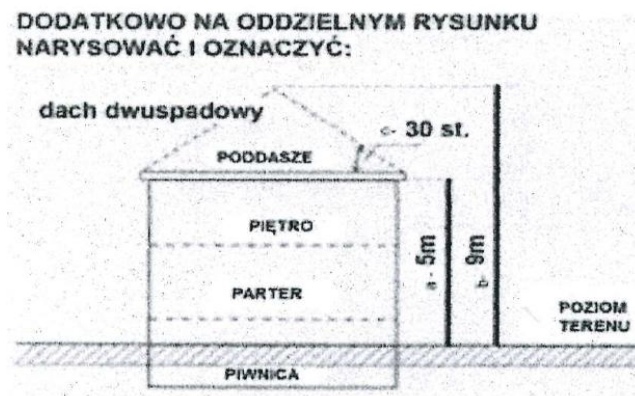 DODATKOWO NA ODDZIELNYM RYSUNKU
NARYSOWAĆ I OZNACZYĆ:
dach dwuspadowy
c- 30 st.
PODDASZE
PIĘTRO
a - 5m
b- 9m
PARTER
POZIOM
TERENU
PIWNICA